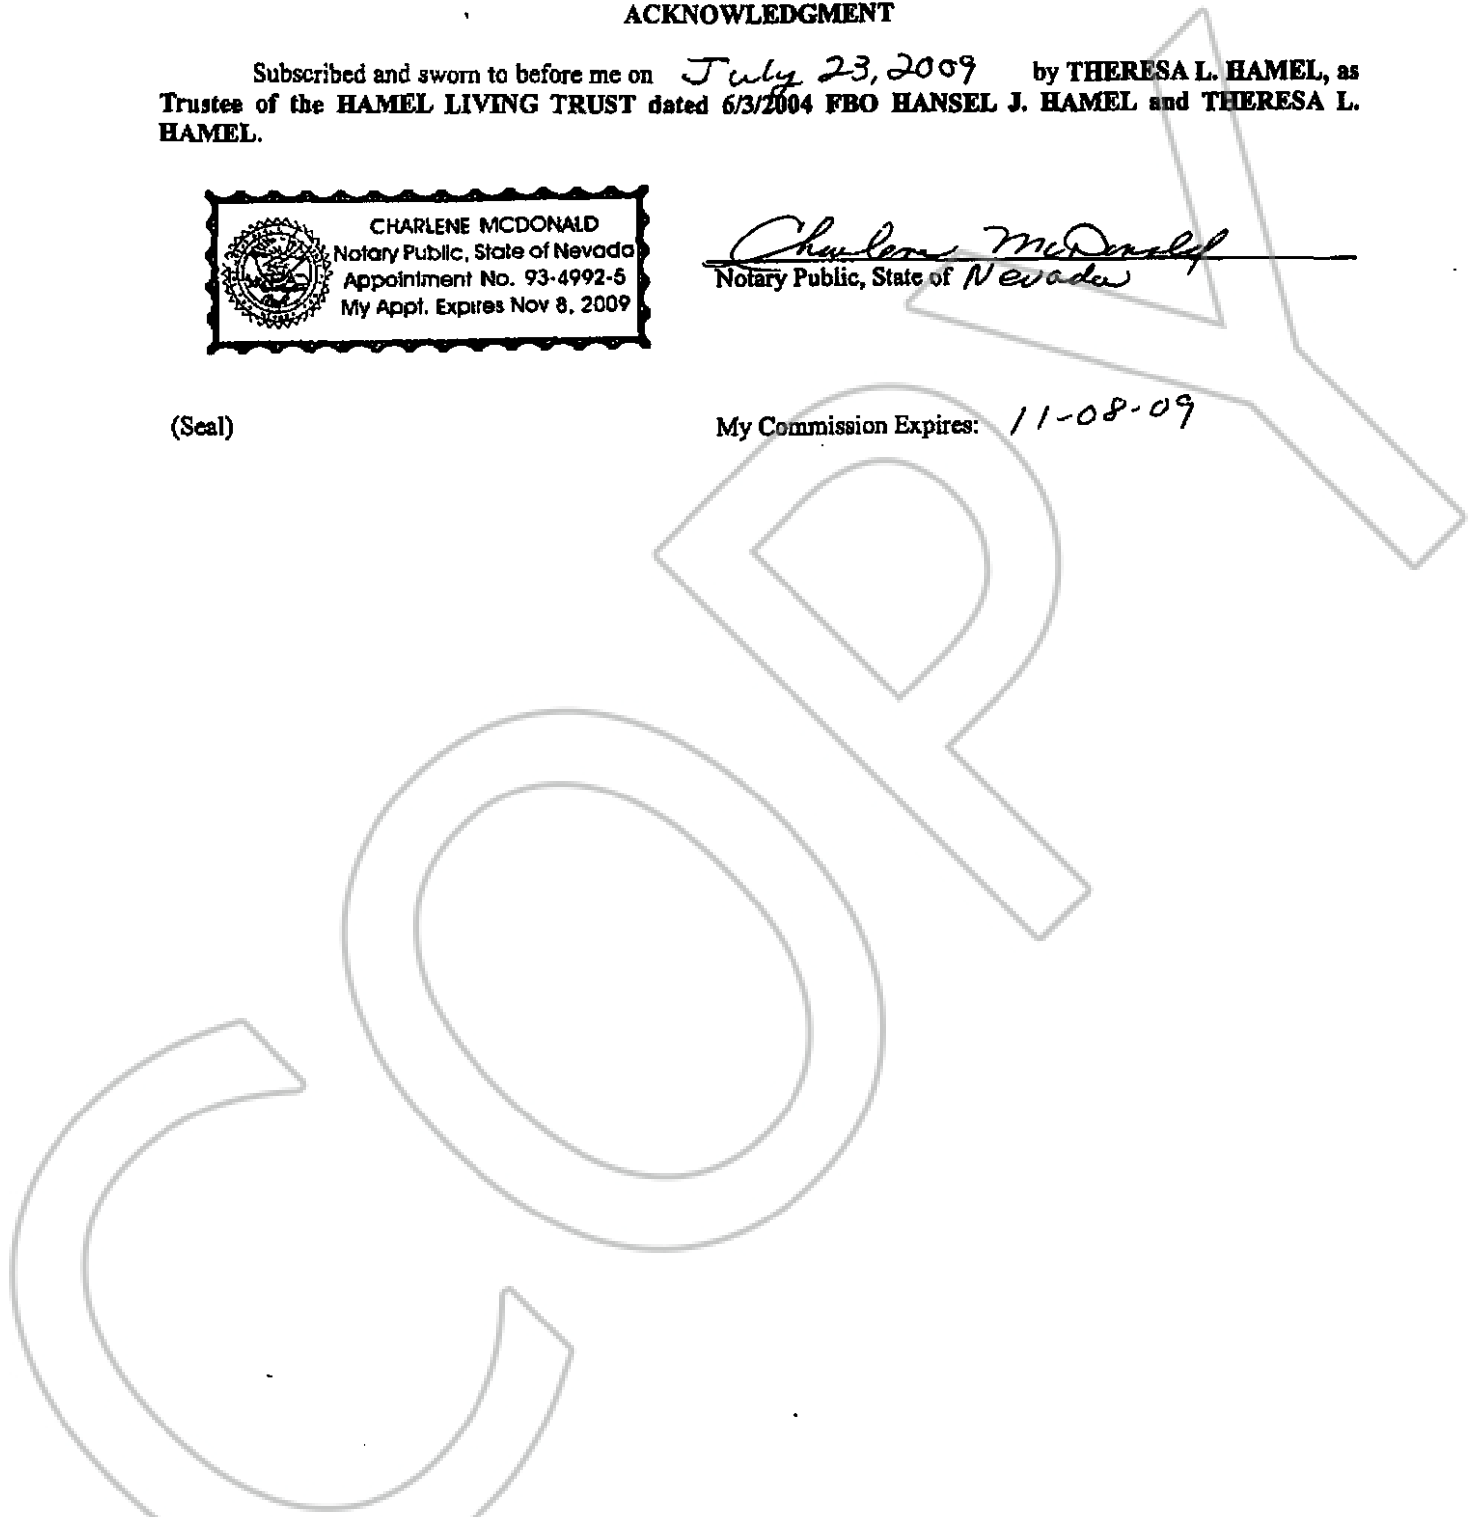 ACKNOWLEDGMENT
Subscribed and sworn to before me on July 23, 2009 by THERESA L. HAMEL, as
Trustee of the HAMEL LIVING TRUST dated 6/3/2004 FBO HANSEL J. HAMEL and THERESA L.
HAMEL.
CHARLENE MCDONALD
Notary Public, State of Nevada
Appointment No. 93-4992-5
My Appt. Expires Nov 8, 2009
Charlene McDonald
Notary Public, State of Nevada
(Seal)
My Commission Expires: 11-08-09
COPY